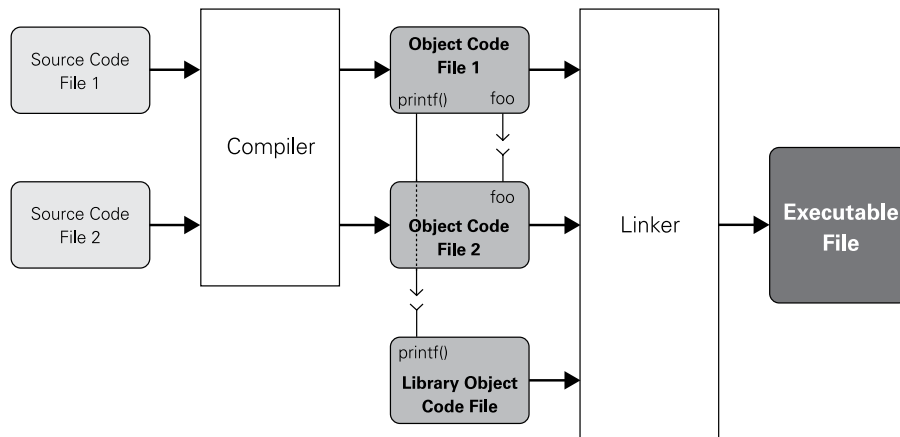 Source Code
File 1
Source Code
File 2
Compiler
Object Code
File 1
printf()
foo
foo
Object Code
File 2
printf()
Library Object
Code File
Linker
Executable
File